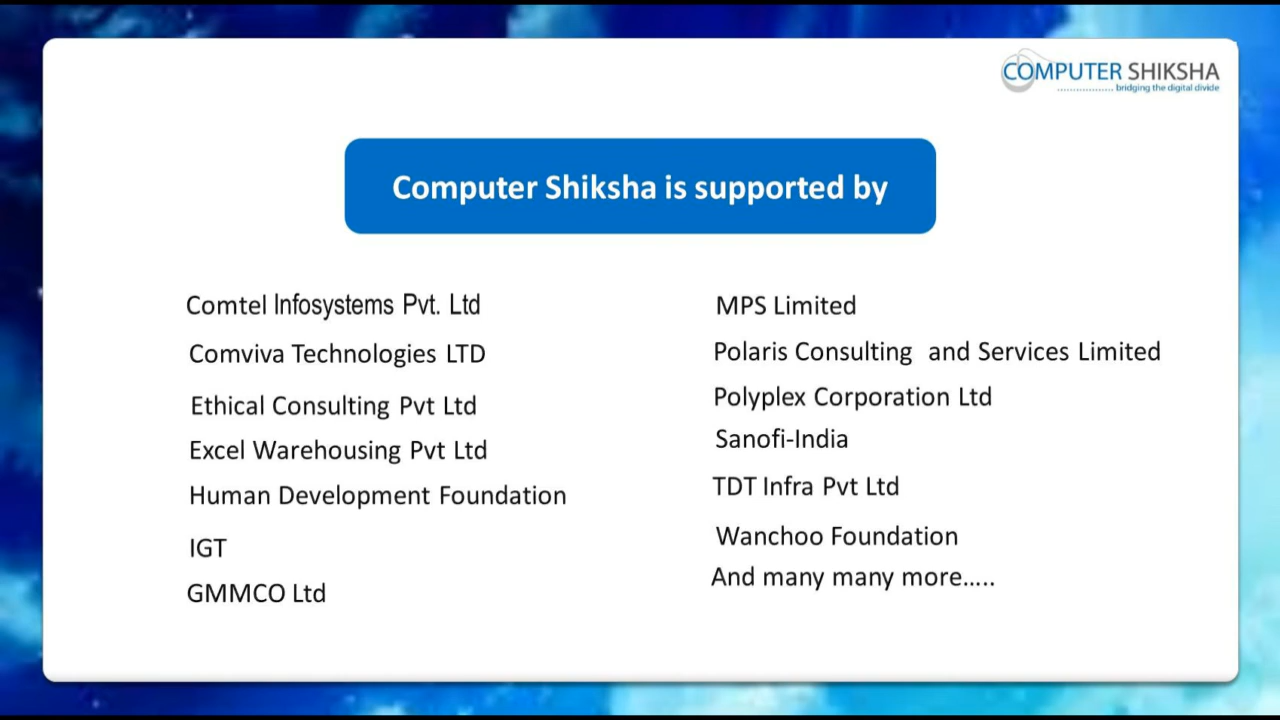 COMPUTER SHIKSHA
bridging the digital divide
Computer Shiksha is supported by
Comtel Infosystems Pvt. Ltd
Comviva Technologies LTD
Ethical Consulting Pvt Ltd
Excel Warehousing Pvt Ltd
Human Development Foundation
IGT
GMMCO Ltd
MPS Limited
Polaris Consulting and Services Limited
Polyplex Corporation Ltd
Sanofi-India
TDT Infra Pvt Ltd
Wanchoo Foundation
And many many more.....